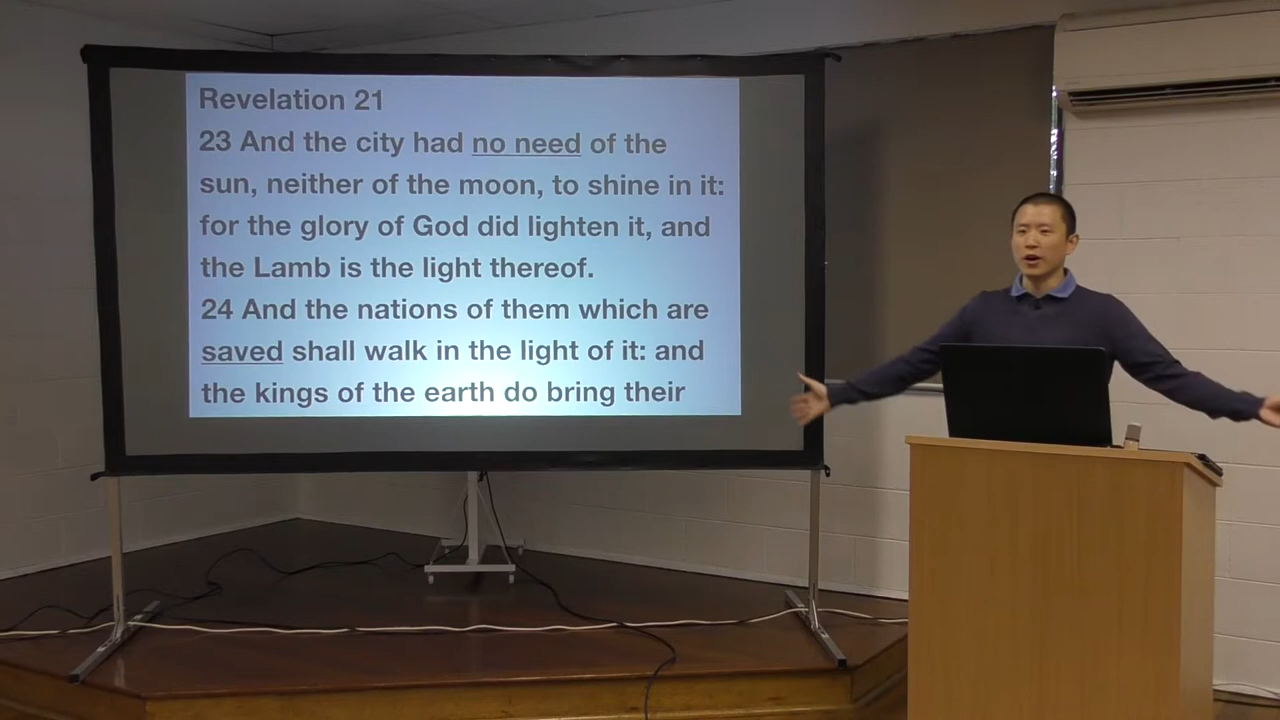 Revelation 21
23 And the city had no need of the
sun, neither of the moon, to shine in it:
for the glory of God did lighten it, and
the Lamb is the light thereof.
24 And the nations of them which are
saved shall walk in the light of it: and
the kings of the earth do bring their